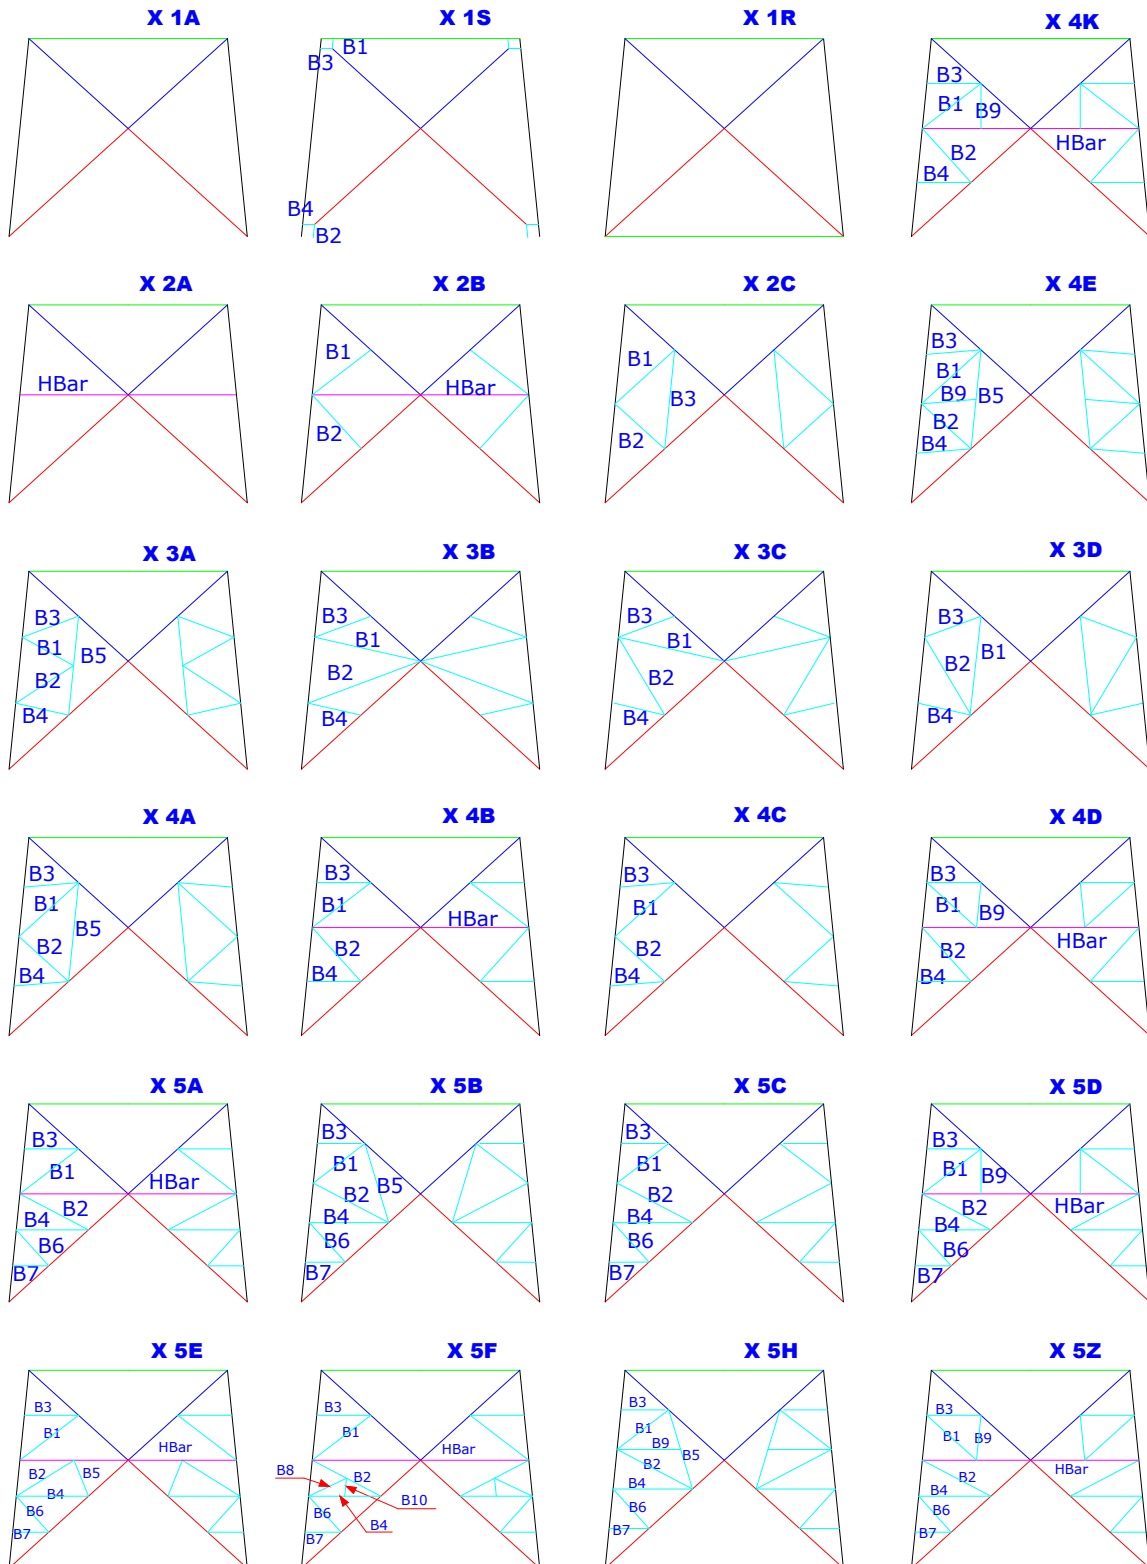 X 1A
X 1S
X 1R
X 4K
B1
B3
B4
B2
B3
B1
B9
HBar
B2
B4
X 2A
X 2B
X 2C
X 4E
HBar
B1
HBar
B2
B1
B3
B2
B3
B1
B9
B5
B2
B4
X 3A
X 3B
X 3C
X 3D
B3
B1
B5
B2
B4
B3
B1
B2
B4
B3
B1
B2
B4
B3
B1
B2
B4
X 4A
X 4B
X 4C
X 4D
B3
B1
B5
B2
B4
B3
B1
HBar
B2
B4
B3
B1
B2
B4
B3
B1
B9
HBar
B2
B4
X 5A
X 5B
X 5C
X 5D
B3
B1
HBar
B2
B4
B6
B7
B3
B1
B5
B2
B4
B6
B7
B3
B1
B2
B4
B6
B7
B3
B1
B9
B2
HBar
B4
B6
B7
X 5E
X 5F
X 5H
X 5Z
B3
B1
HBar
B2
B5
B4
B6
B7
B3
B1
HBar
B8
B2
B10
B6
B4
B7
B3
B1
B9
B5
B2
B4
B6
B7
B3
B1
B9
HBar
B2
B4
B6
B7